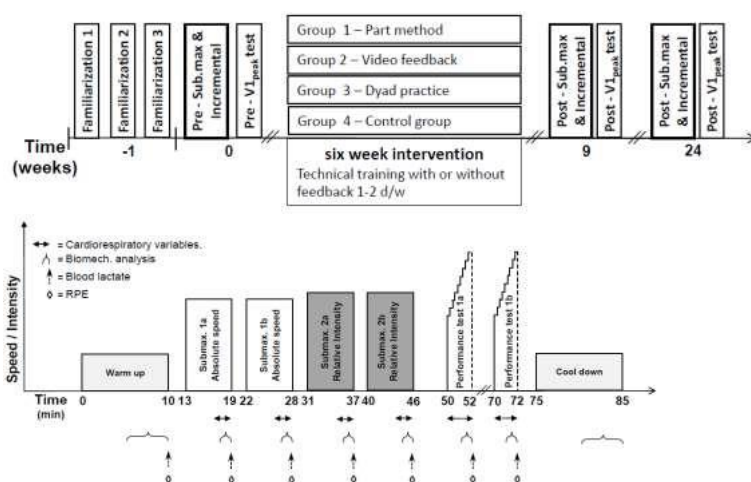 Familiarization 1
Familiarization 2
Familiarization 3
Pre - Sub.max &
Incremental
Pre - V1peak test
Group 1 – Part method
Group 2 – Video feedback
Group 3 – Dyad practice
Group 4 – Control group
Post - Sub.max
& Incremental
Post - V1peak test
Post - Sub.max
& Incremental
Post - V1peak test
Time
(weeks)
-1
0
six week intervention
Technical training with or without
feedback 1-2 d/w
9
24
Speed / Intensity
= Cardiorespiratory variables.
= Biomech. analysis
= Blood lactate
= RPE
Warm up
Submax. 1a
Absolute speed
Submax. 1b
Absolute speed
Submax. 2a
Relative Intensity
Submax. 2b
Relative Intensity
Performance test 1a
Performance test 1b
Cool down
Time
(min)
0 10 13 19 22 28 31 37 40 46 50 52 70 72 75 85